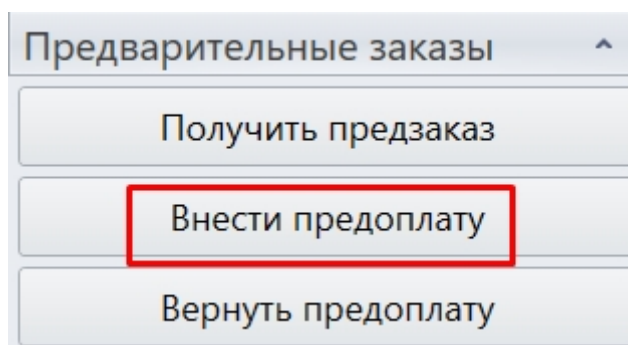 Предварительные заказы
Получить предзаказ
Внести предоплату
Вернуть предоплату